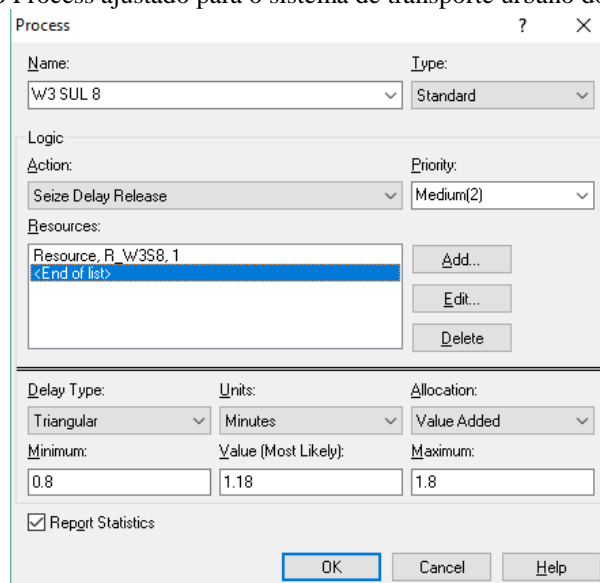 Process ajustado para o sistema de transporte urbano
Process ? ×
Name: Type:
W3 SUL 8 Standard
Logic
Action: Priority:
Seize Delay Release Medium(2)
Resources:
Resource, R_W3S8, 1
<End of list>
Add...
Edit...
Delete
Delay Type: Units: Allocation:
Triangular Minutes Value Added
Minimum: Value (Most Likely): Maximum:
0.8 1.18 1.8
Report Statistics
OK Cancel Help